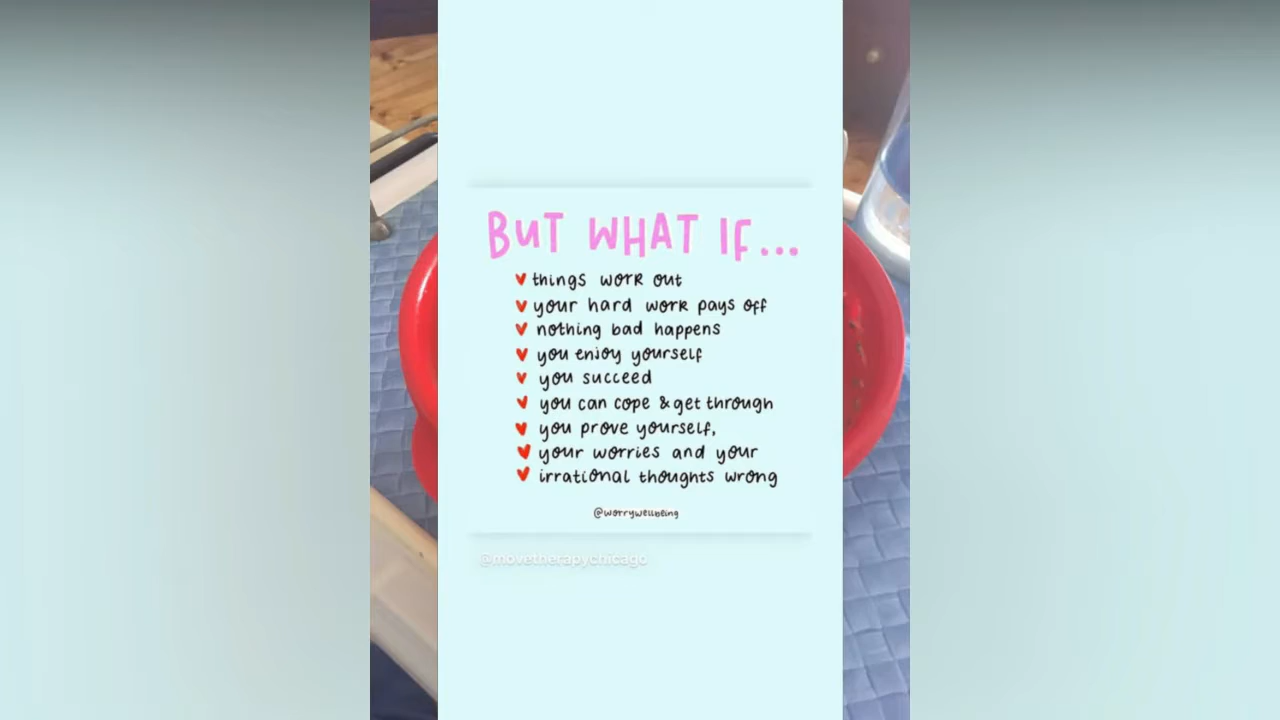 BUT WHAT IF...
things work out
your hard work pays off
nothing bad happens
you enjoy yourself
you succeed
you can cope & get through
you prove yourself,
your worries and your
irrational thoughts wrong
@worrywellbeing
@movetherapychicago